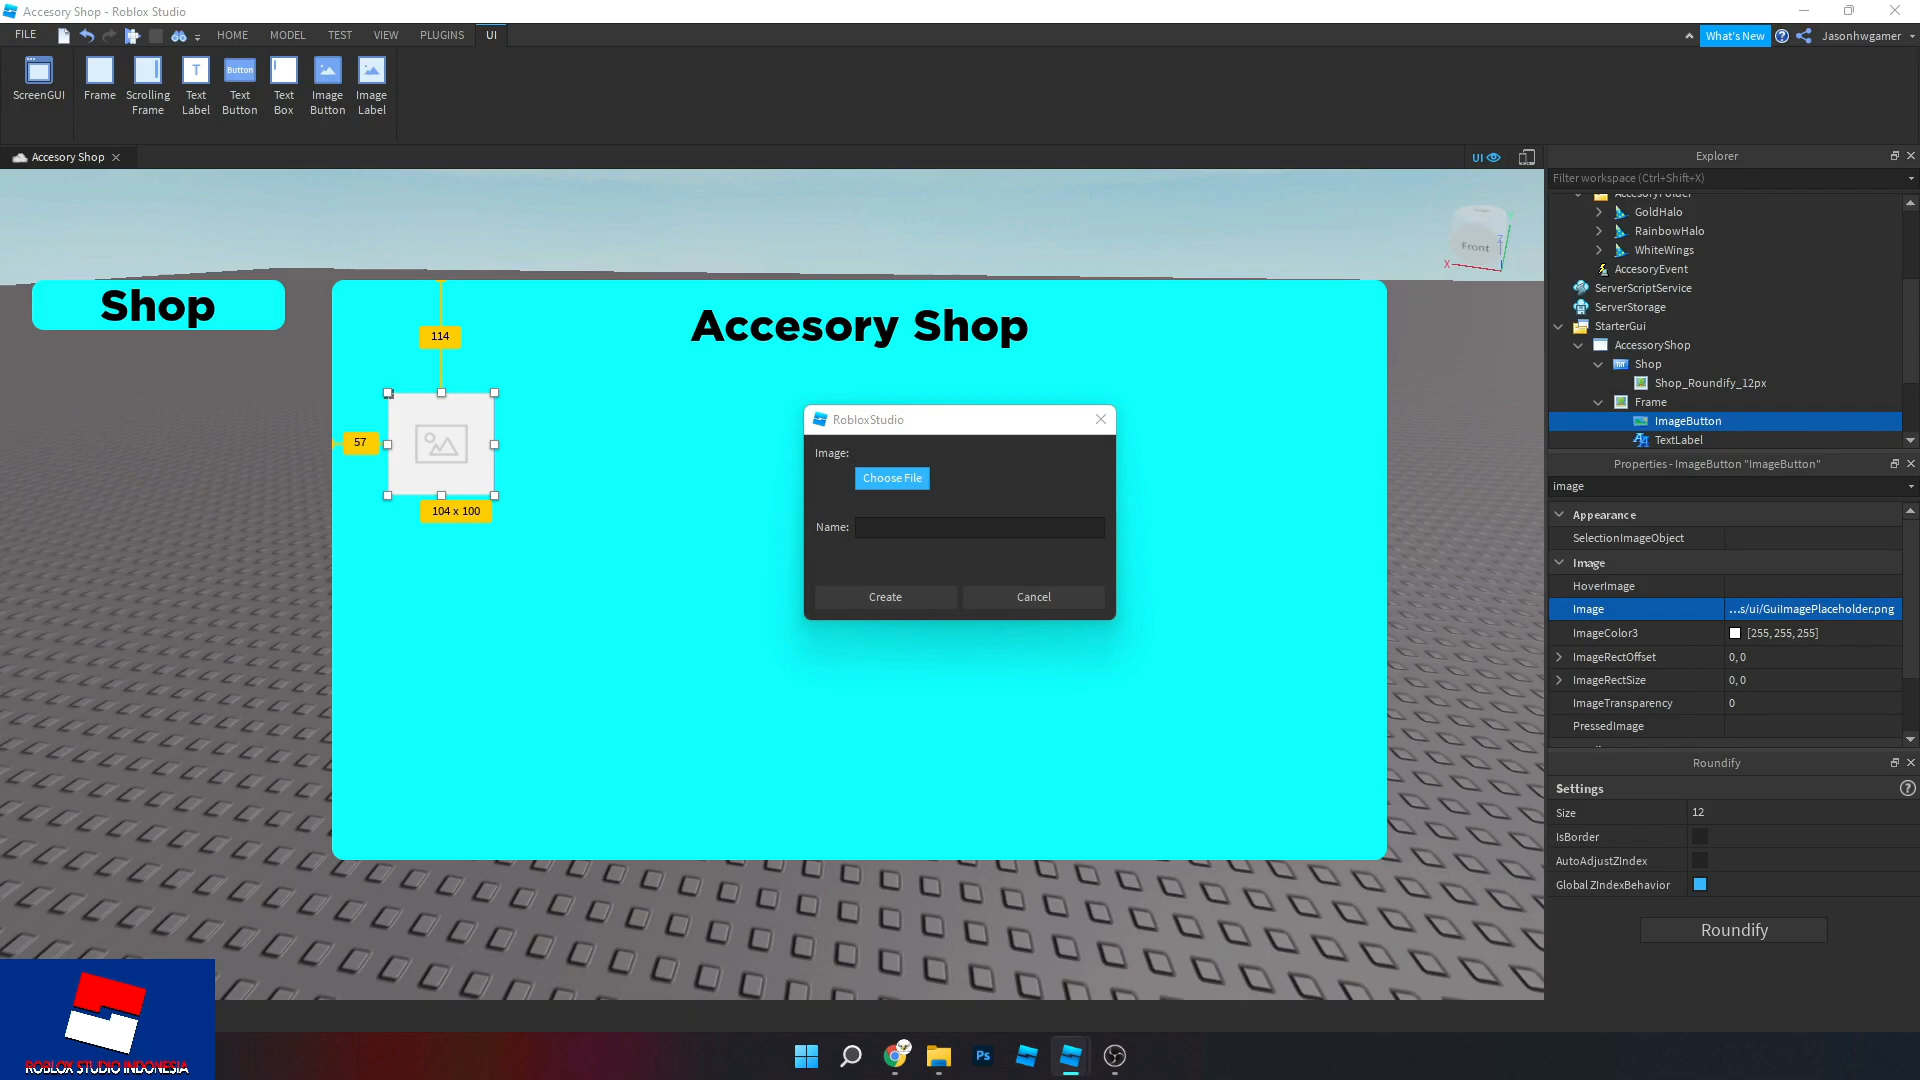 Accesory Shop - Roblox Studio
FILE
HOME
MODEL
TEST
VIEW
PLUGINS
UI
What's New
Jasonhwgamer
ScreenGUI
Frame
Scrolling
Frame
T
Text
Label
Button
Text
Button
Text
Box
Image
Button
Image
Label
Accesory Shop
UI
Explorer
Filter workspace (Ctrl+Shift+X)
AccesoryFolder
GoldHalo
RainbowHalo
WhiteWings
AccesoryEvent
ServerScriptService
ServerStorage
StarterGui
AccessoryShop
Shop
Shop_Roundify_12px
Frame
ImageButton
TextLabel
Front
X
Z
Shop
Accesory Shop
114
57
104 x 100
RobloxStudio
Image:
Choose File
Name:
Create
Cancel
Properties - ImageButton "ImageButton"
image
Appearance
SelectionImageObject
Image
HoverImage
Image ...s/ui/GuiImagePlaceholder.png
ImageColor3 [255, 255, 255]
ImageRectOffset 0, 0
ImageRectSize 0, 0
ImageTransparency 0
PressedImage
Roundify
Settings
?
Size 12
IsBorder
AutoAdjustZIndex
Global ZIndexBehavior
Roundify
ROBLOX STUDIO INDONESIA
Ps